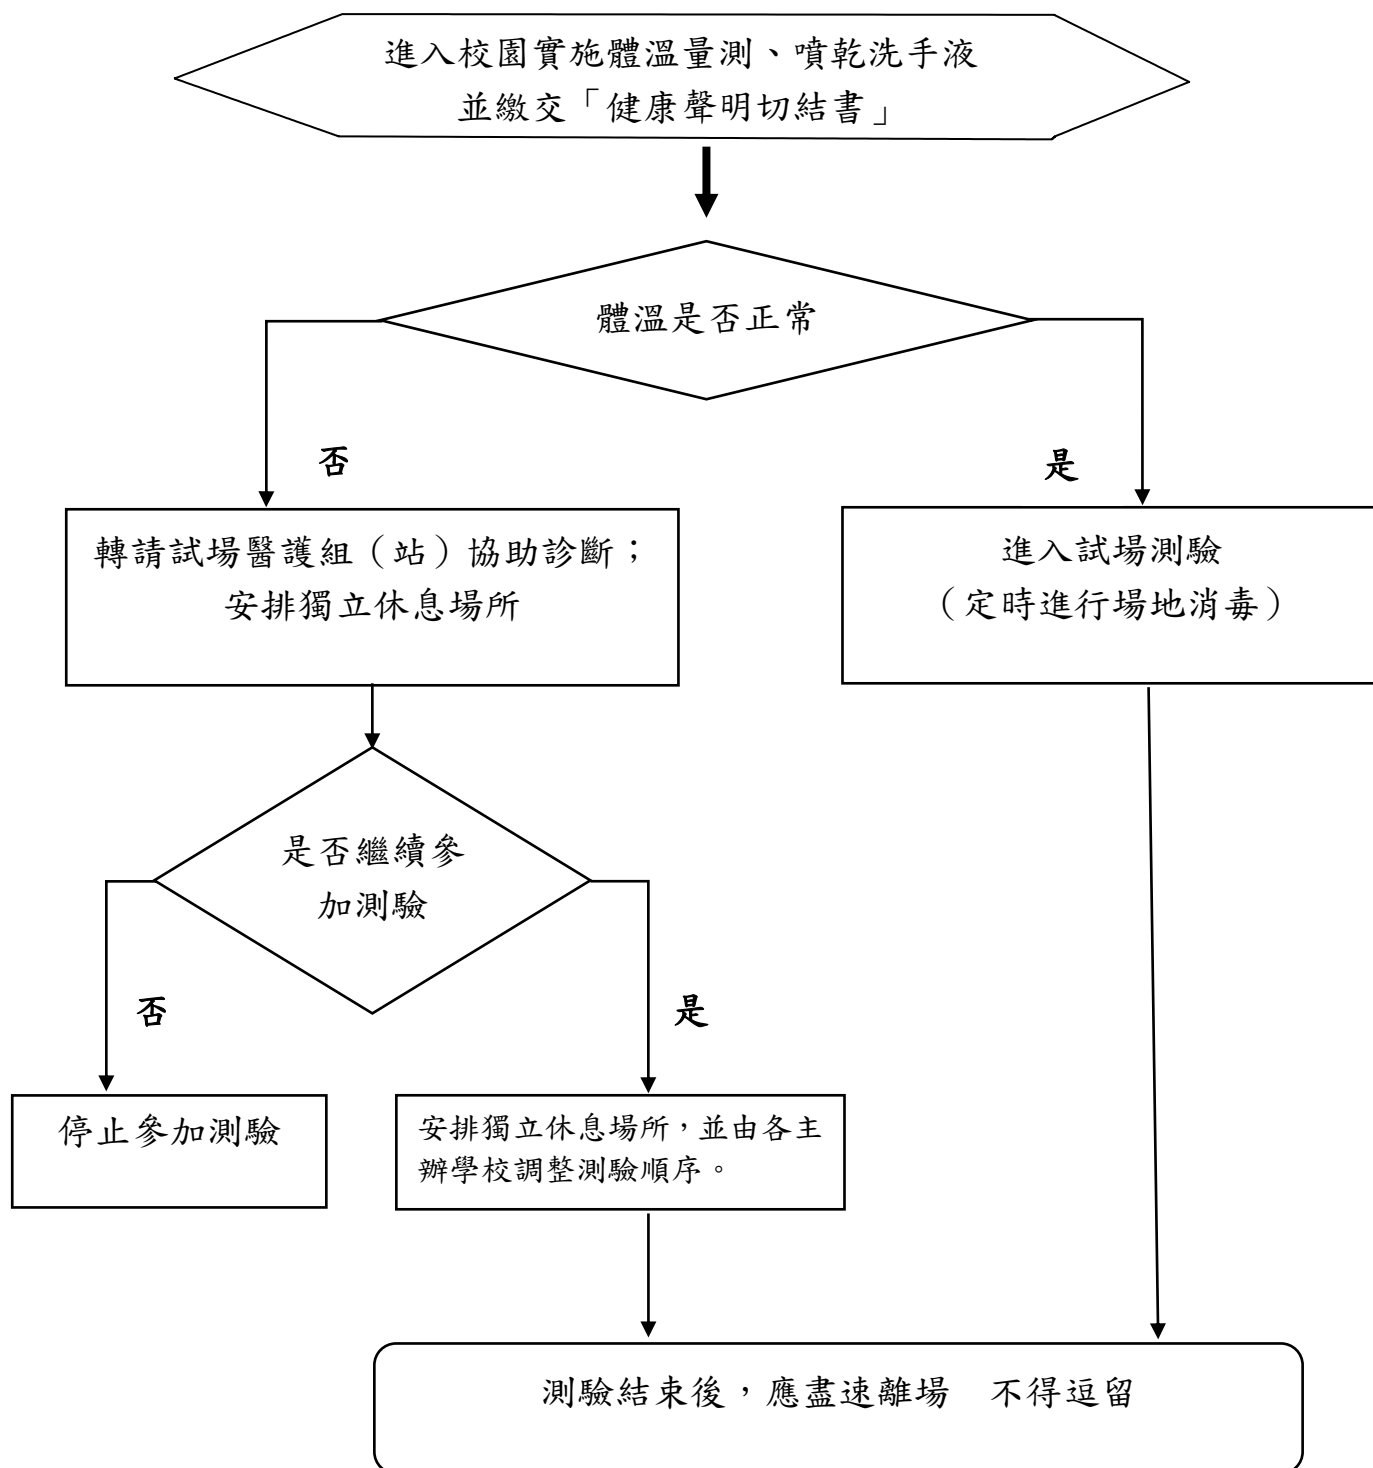 進入校園實施體溫量測、噴乾洗手液
並繳交「健康聲明切結書」
體溫是否正常
否
是
轉請試場醫護組（站）協助診斷；
安排獨立休息場所
進入試場測驗
（定時進行場地消毒）
是否繼續參
加測驗
否
是
停止參加測驗
安排獨立休息場所，並由各主
辦學校調整測驗順序。
測驗結束後，應盡速離場　不得逗留